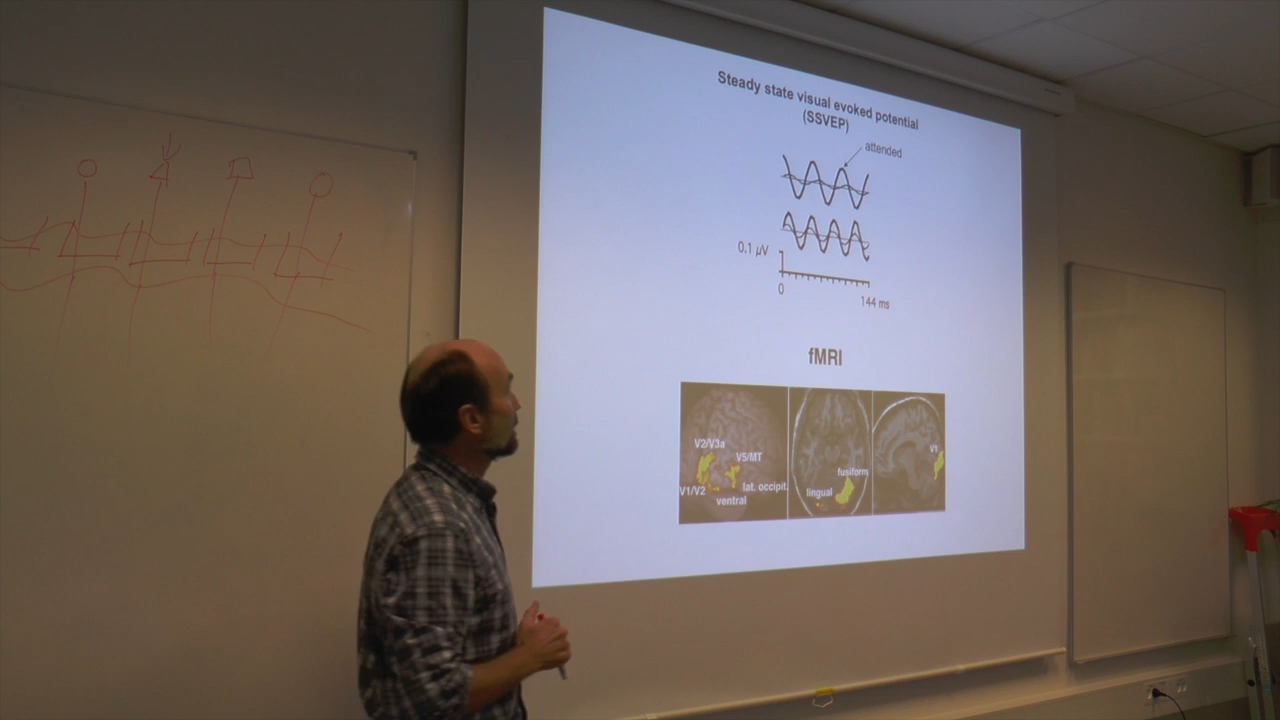 Steady state visual evoked potential
(SSVEP)
attended
0.1 µV
0
144 ms
fMRI
V2/V3a
V5/MT
V1/V2
lat. occipit.
ventral
fusiform
lingual
V1